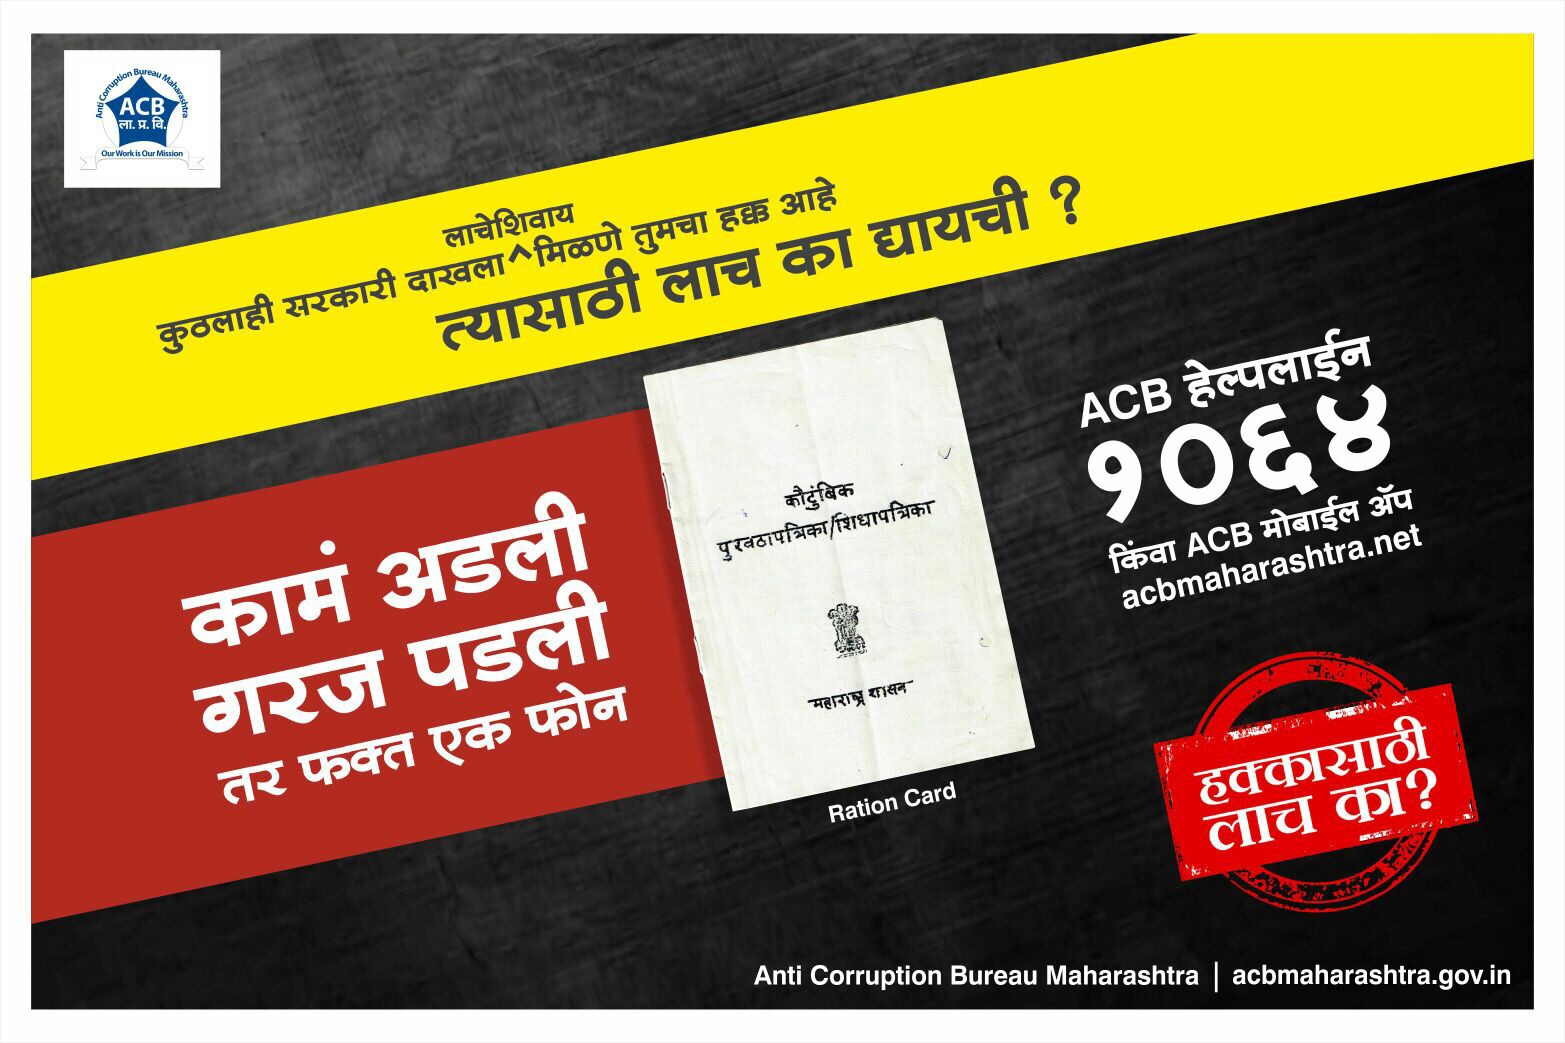 Anti Corruption Bureau Maharashtra
ACB
ला. प्र. वि.
Our Work is Our Mission
लाचेशिवाय
कुठलाही सरकारी दाखला ^ मिळणे तुमचा हक्क आहे
त्यासाठी लाच का द्यायची ?
कामं अडली
गरज पडली
तर फक्त एक फोन
कौटुंबिक
पुरवठापत्रिका/शिधापत्रिका
महाराष्ट्र शासन
Ration Card
ACB हेल्पलाईन
१०६४
किंवा ACB मोबाईल ॲप
acbmaharashtra.net
हक्कासाठी
लाच का?
Anti Corruption Bureau Maharashtra | acbmaharashtra.gov.in